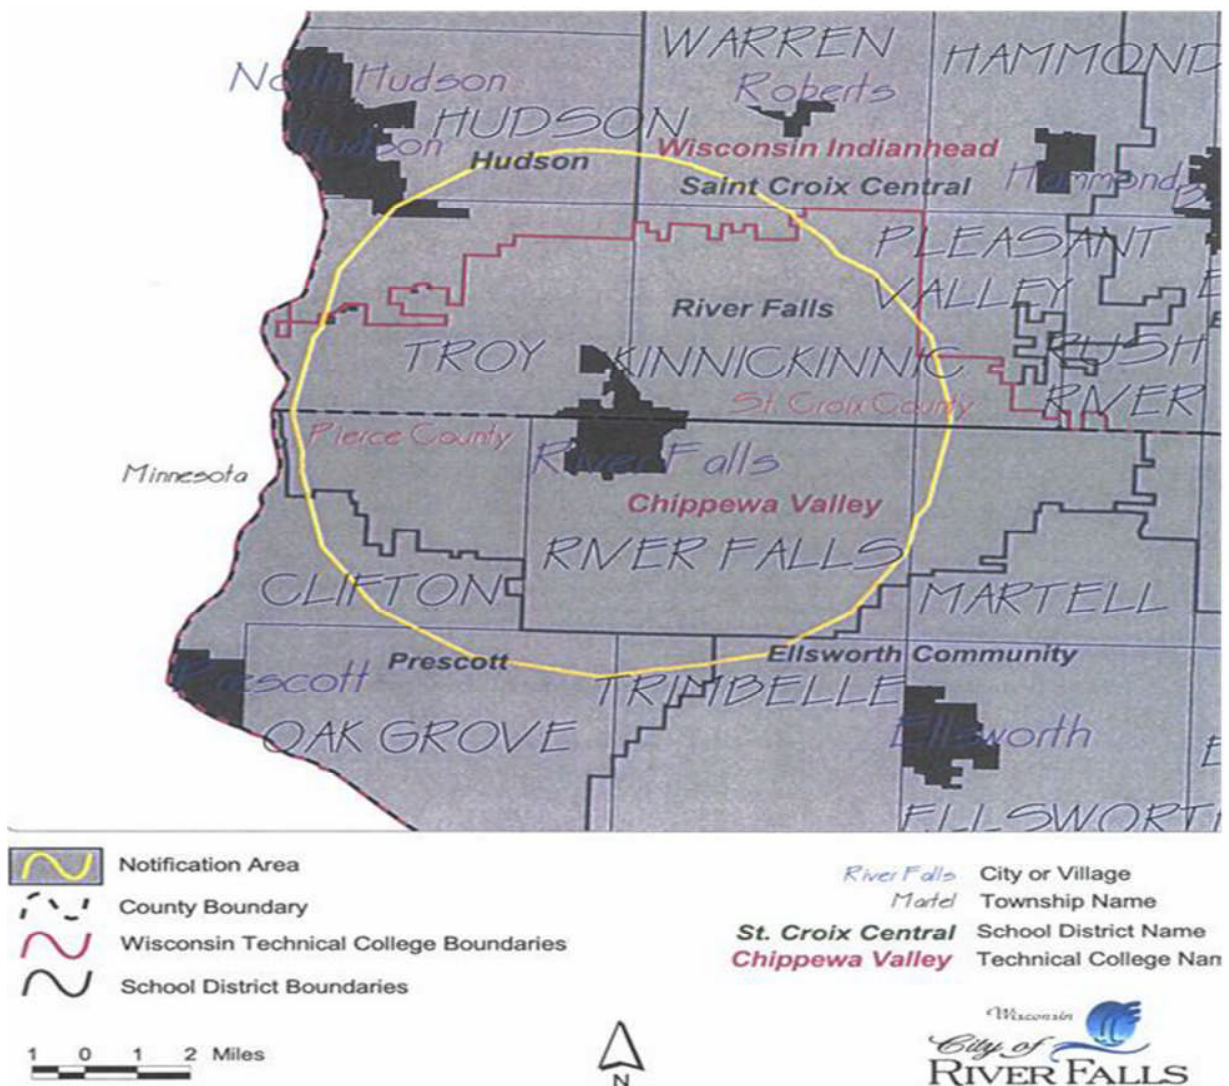 WARREN
HAMMOND
North Hudson
Roberts
HUDSON
Hudson
Hudson
Wisconsin Indianhead
Saint Croix Central
Hammond
PLEASANT
VALLEY
River Falls
TROY
KINNICKINNIC
RUSH
RIVER
St. Croix County
Pierce County
River Falls
Minnesota
Chippewa Valley
RIVER FALLS
CLIFTON
MARTELL
Prescott
Ellsworth Community
Prescott
TRIMBELLE
OAK GROVE
Ellsworth
ELLSWORTH
Notification Area
County Boundary
Wisconsin Technical College Boundaries
School District Boundaries
River Falls City or Village
Martel Township Name
St. Croix Central School District Name
Chippewa Valley Technical College Nam
1 0 1 2 Miles
N
Wisconsin
City of
RIVER FALLS